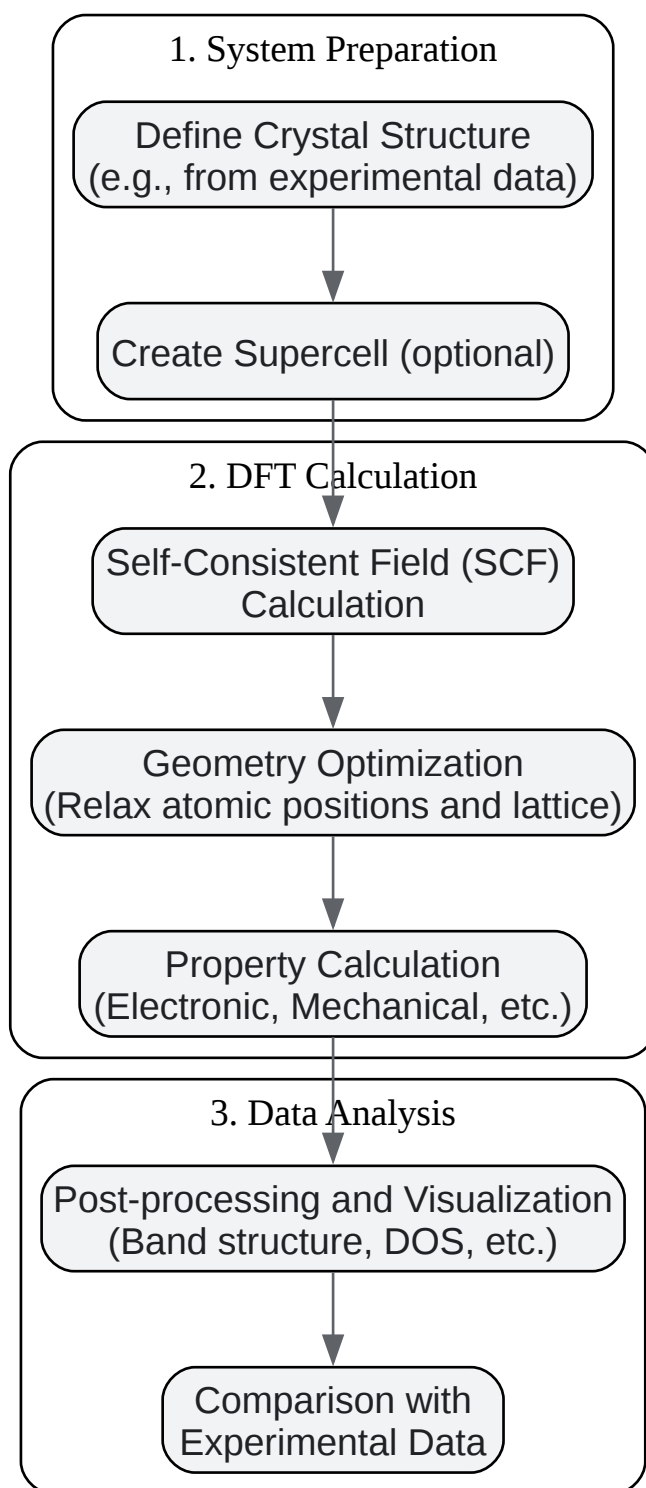 1. System Preparation
Define Crystal Structure
(e.g., from experimental data)
Create Supercell (optional)
2. DFT Calculation
Self-Consistent Field (SCF)
Calculation
Geometry Optimization
(Relax atomic positions and lattice)
Property Calculation
(Electronic, Mechanical, etc.)
3. Data Analysis
Post-processing and Visualization
(Band structure, DOS, etc.)
Comparison with
Experimental Data